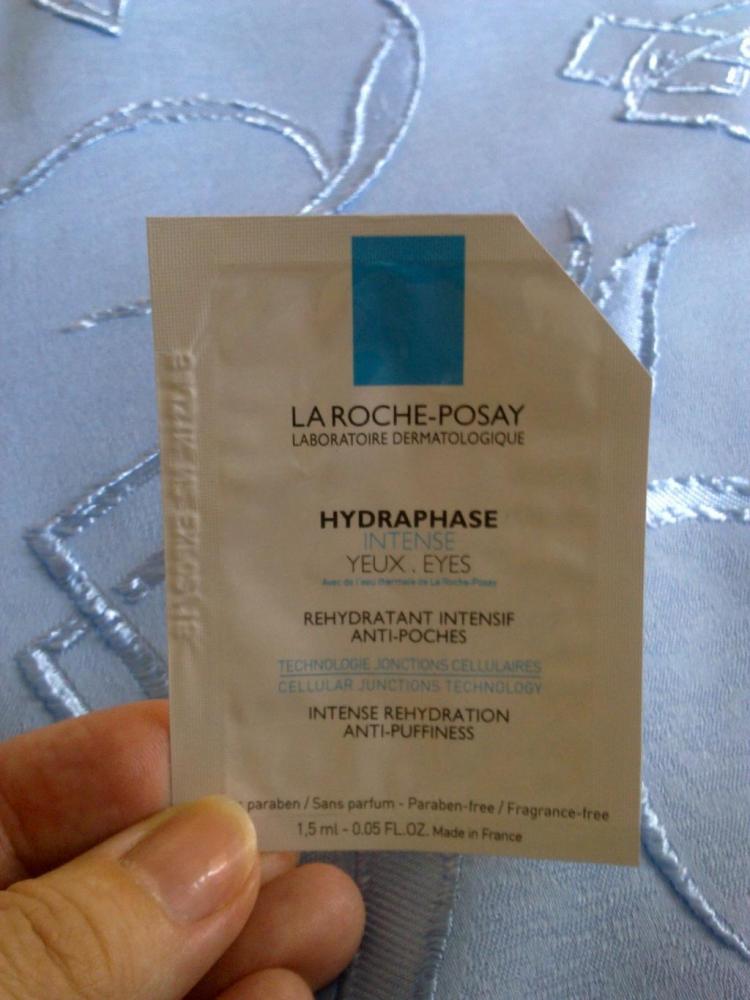 LA ROCHE-POSAY
LABORATOIRE DERMATOLOGIQUE
HYDRAPHASE
INTENSE
YEUX . EYES
Avec de l'eau thermale de La Roche-Posay
REHYDRATANT INTENSIF
ANTI-POCHES
TECHNOLOGIE JONCTIONS CELLULAIRES
CELLULAR JUNCTIONS TECHNOLOGY
INTENSE REHYDRATION
ANTI-PUFFINESS
paraben / Sans parfum - Paraben-free / Fragrance-free
1,5 ml - 0.05 FL.OZ. Made in France